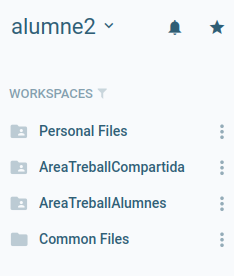 alumne2
WORKSPACES
Personal Files
AreaTreballCompartida
AreaTreballAlumnes
Common Files